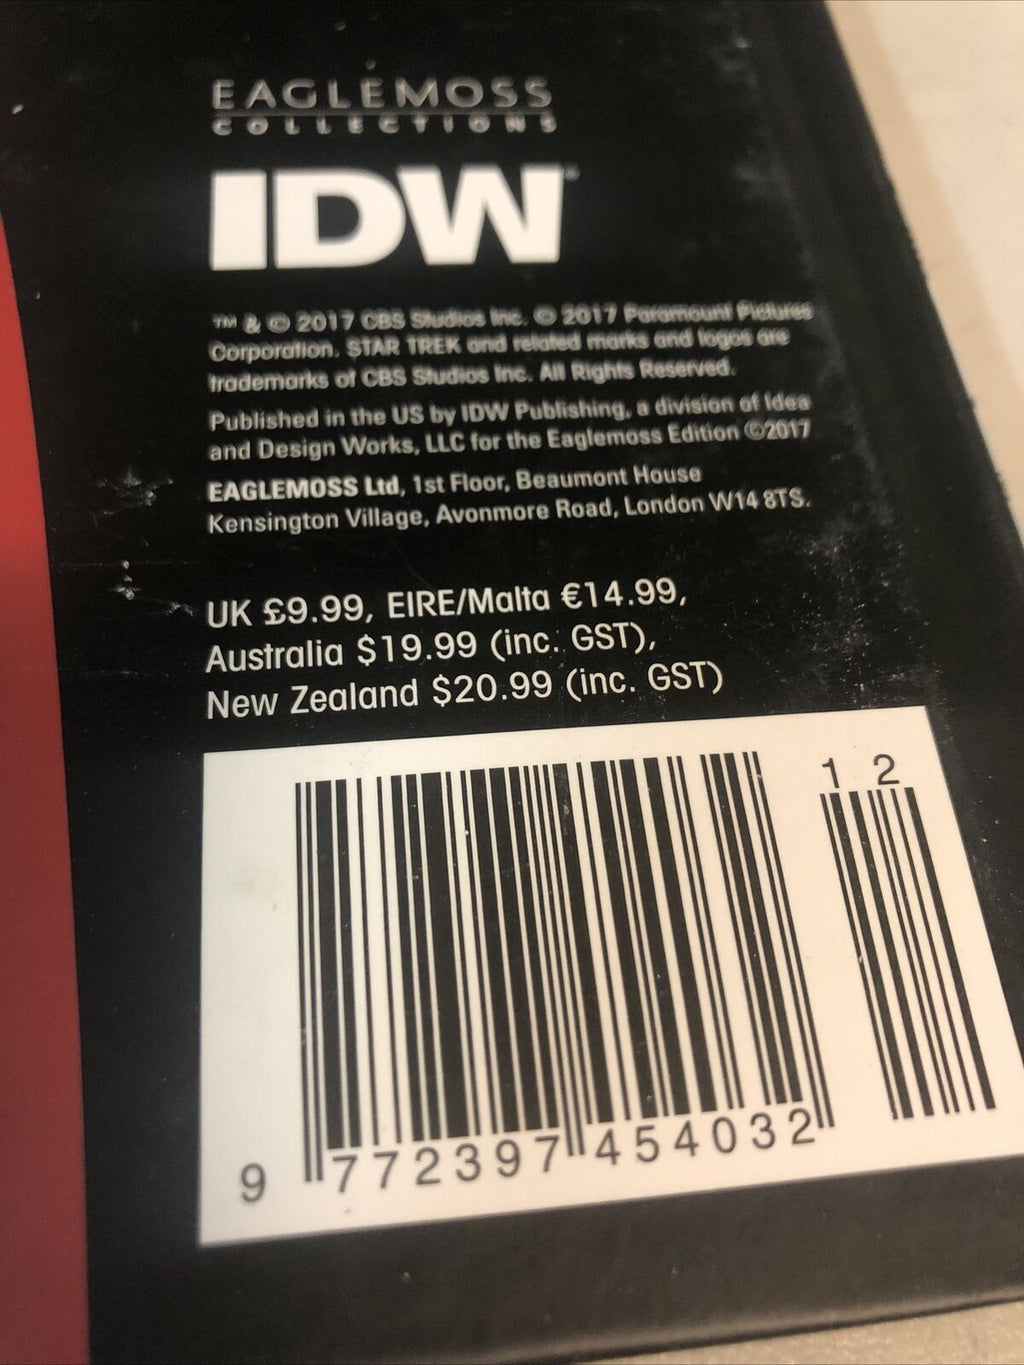 EAGLEMOSS
COLLECTIONS
IDW®
™ & © 2017 CBS Studios Inc. © 2017 Paramount Pictures
Corporation. STAR TREK and related marks and logos are
trademarks of CBS Studios Inc. All Rights Reserved.
Published in the US by IDW Publishing, a division of Idea
and Design Works, LLC for the Eaglemoss Edition ©2017
EAGLEMOSS Ltd, 1st Floor, Beaumont House
Kensington Village, Avonmore Road, London W14 8TS.
UK £9.99, EIRE/Malta €14.99,
Australia $19.99 (inc. GST),
New Zealand $20.99 (inc. GST)
12
9 772397 454032